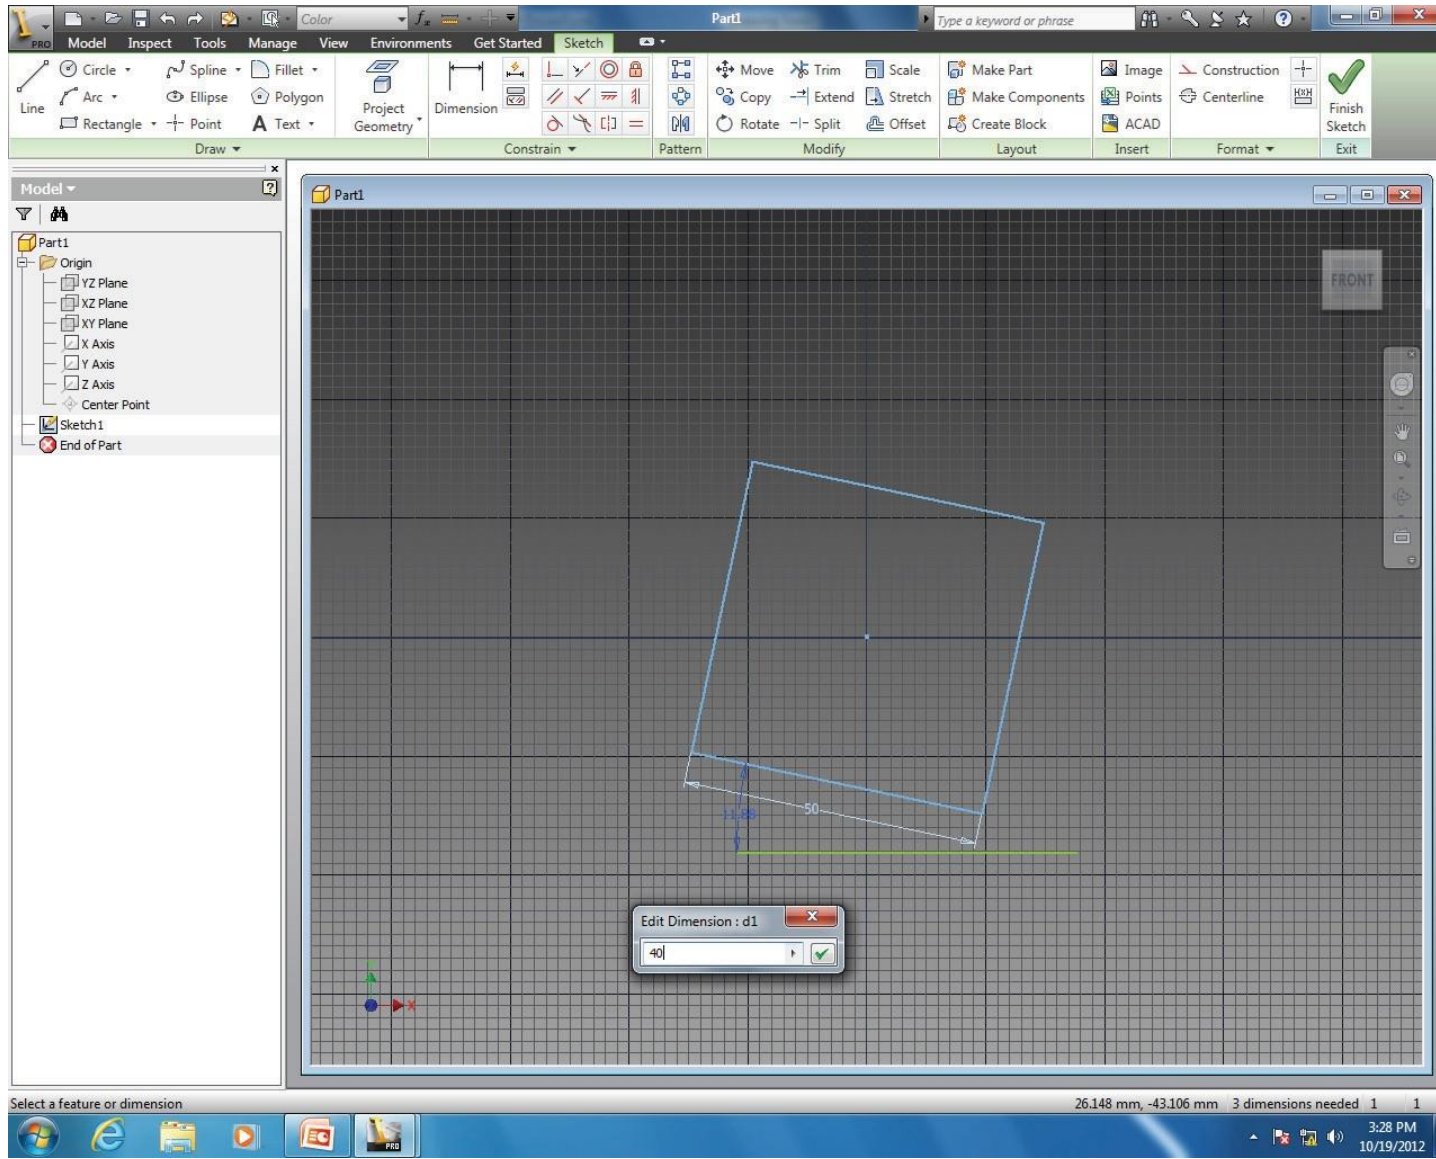 PRO
Color
Part1
Type a keyword or phrase
Model Inspect Tools Manage View Environments Get Started Sketch
Line
Circle Spline Fillet
Arc Ellipse Polygon
Rectangle Point A Text
Project Geometry
Dimension
Move Trim Scale
Copy Extend Stretch
Rotate Split Offset
Make Part
Make Components
Create Block
Image
Points
ACAD
Construction
Centerline
Finish Sketch
Draw Constrain Pattern Modify Layout Insert Format Exit
Model
Part1
Origin
YZ Plane
XZ Plane
XY Plane
X Axis
Y Axis
Z Axis
Center Point
Sketch1
End of Part
Part1
FRONT
50
11.88
Edit Dimension : d1
40
X
Select a feature or dimension
26.148 mm, -43.106 mm 3 dimensions needed 1 1
PRO
3:28 PM
10/19/2012